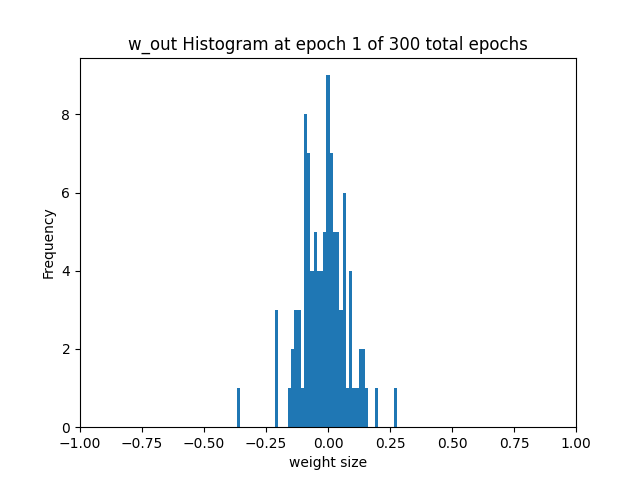 w_out Histogram at epoch 1 of 300 total epochs
Frequency
8
6
4
2
0
−1.00 −0.75 −0.50 −0.25 0.00 0.25 0.50 0.75 1.00
weight size